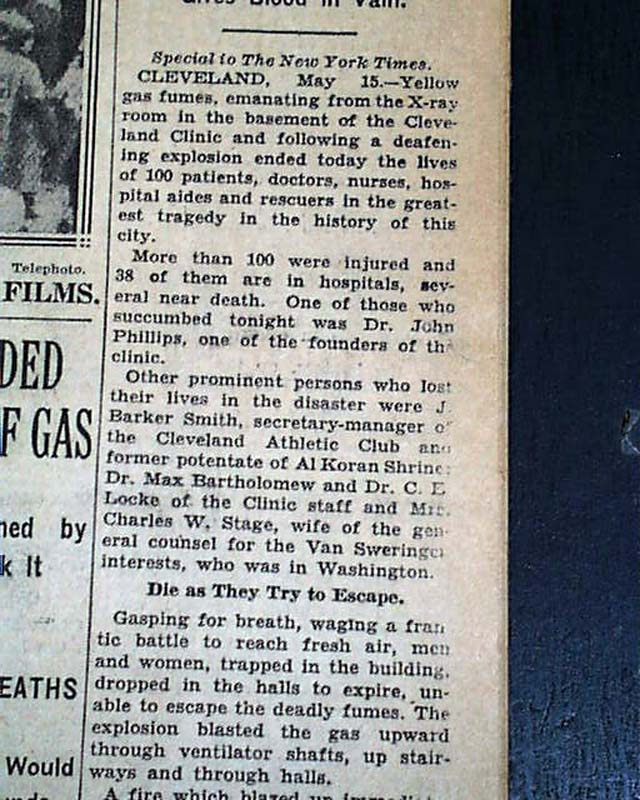 Gives Blood in Vain.
Special to The New York Times.
CLEVELAND, May 15.—Yellow
gas fumes, emanating from the X-ray
room in the basement of the Cleve-
land Clinic and following a deafen-
ing explosion ended today the lives
of 100 patients, doctors, nurses, hos-
pital aides and rescuers in the great-
est tragedy in the history of this
city.
More than 100 were injured and
38 of them are in hospitals, sev-
eral near death. One of those who
succumbed tonight was Dr. John
Phillips, one of the founders of the
clinic.
Other prominent persons who lost
their lives in the disaster were J.
Barker Smith, secretary-manager of
the Cleveland Athletic Club and
former potentate of Al Koran Shrine;
Dr. Max Bartholomew and Dr. C. E.
Locke of the Clinic staff and Mrs.
Charles W. Stage, wife of the gen-
eral counsel for the Van Sweringen
interests, who was in Washington.
Die as They Try to Escape.
Gasping for breath, waging a fran
tic battle to reach fresh air, men
and women, trapped in the building,
dropped in the halls to expire, un-
able to escape the deadly fumes. The
explosion blasted the gas upward
through ventilator shafts, up stair-
ways and through halls.
A fire which blazed up
Telephoto.
FILMS.
DED
F GAS
ned by
k It
EATHS
Would